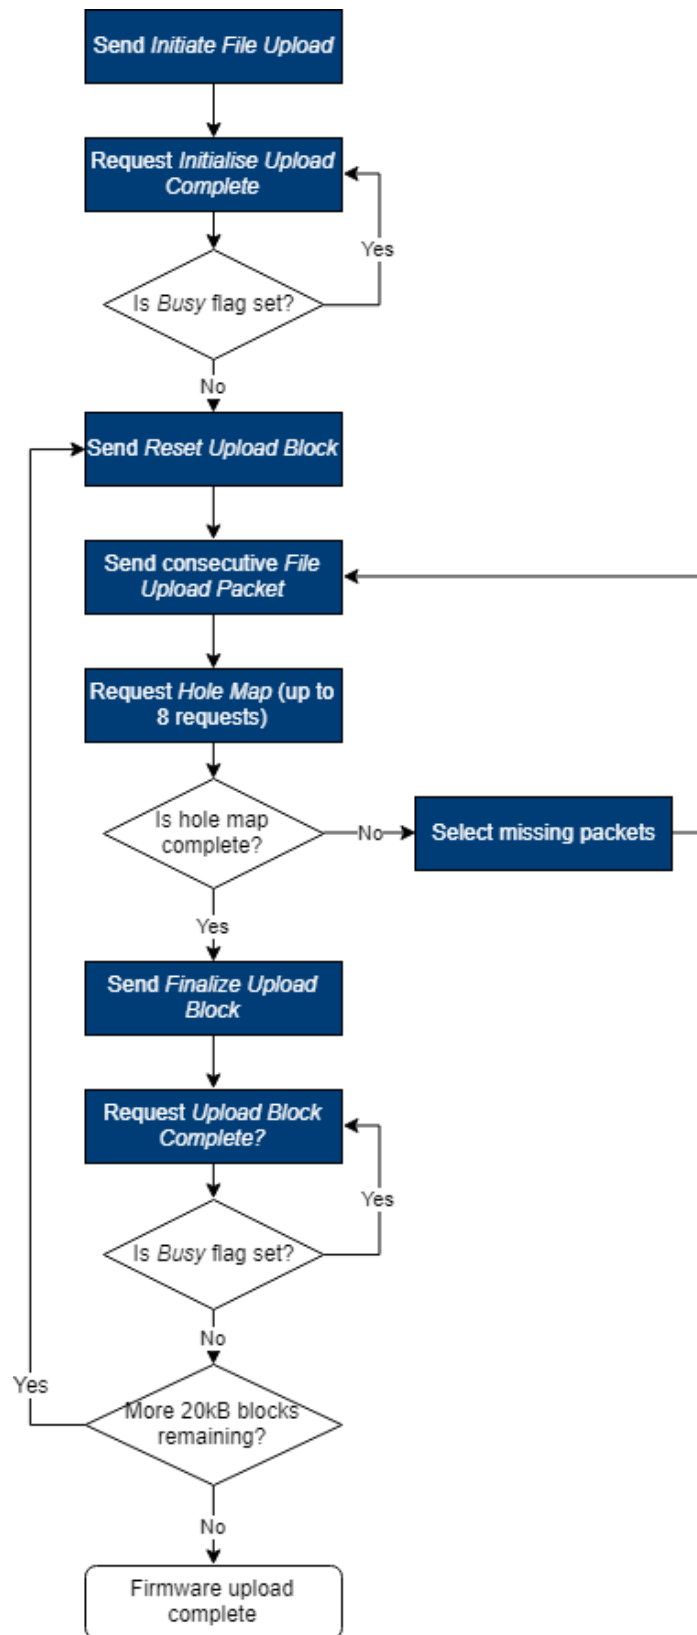 Send Initiate File Upload
Request Initialise Upload
Complete
Yes
Is Busy flag set?
No
Send Reset Upload Block
Send consecutive File
Upload Packet
Request Hole Map (up to
8 requests)
Is hole map
complete?
No
Select missing packets
Yes
Send Finalize Upload
Block
Request Upload Block
Complete?
Yes
Is Busy flag set?
No
Yes
More 20kB blocks
remaining?
No
Firmware upload
complete